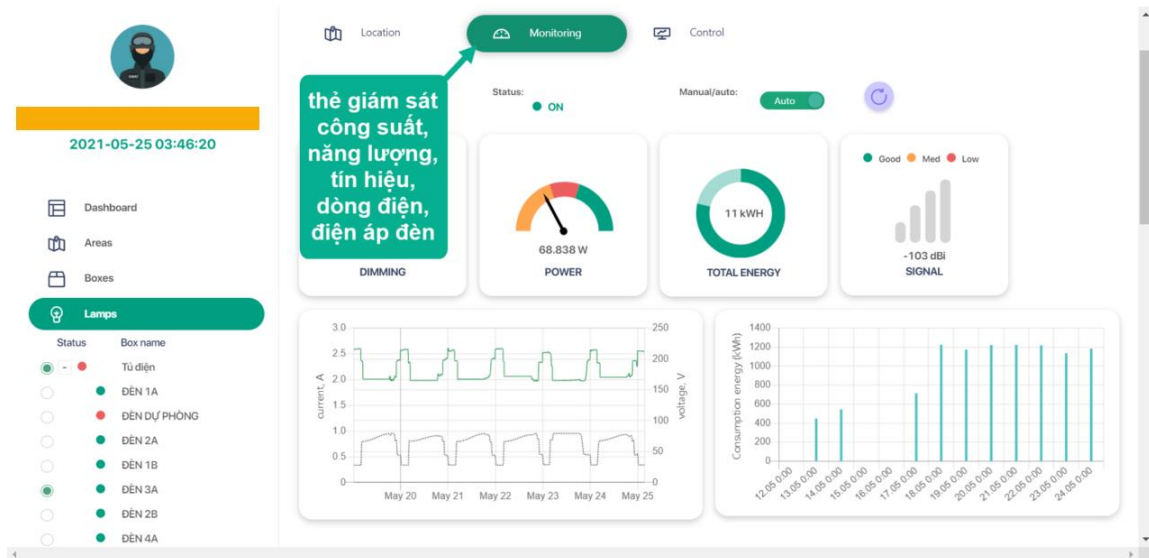 Location
Monitoring
Control
thẻ giám sát
công suất,
năng lượng,
tín hiệu,
dòng điện,
điện áp đèn
Status:
ON
Manual/auto:
Auto
2021-05-25 03:46:20
Dashboard
Areas
Boxes
Lamps
Status Box name
- Tủ điện
ĐÈN 1A
ĐÈN DỰ PHÒNG
ĐÈN 2A
ĐÈN 1B
ĐÈN 3A
ĐÈN 2B
ĐÈN 4A
DIMMING
68.838 W
POWER
11 kWH
TOTAL ENERGY
Good Med Low
-103 dBi
SIGNAL
current, A
3.0
2.5
2.0
1.5
1.0
0.5
0
250
200
150
100
50
0
voltage, V
May 20 May 21 May 22 May 23 May 24 May 25
Consumption energy (kWh)
1400
1200
1000
800
600
400
200
0
12.05 0:00 13.05 0:00 14.05 0:00 15.05 0:00 16.05 0:00 17.05 0:00 18.05 0:00 19.05 0:00 20.05 0:00 21.05 0:00 22.05 0:00 23.05 0:00 24.05 0:00